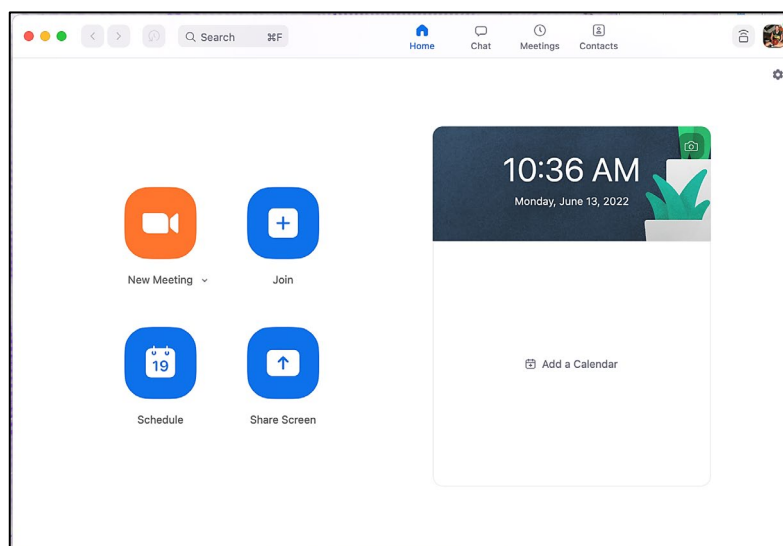 Search ⌘F
Home
Chat
Meetings
Contacts
10:36 AM
Monday, June 13, 2022
New Meeting
Join
19
Schedule
Share Screen
Add a Calendar